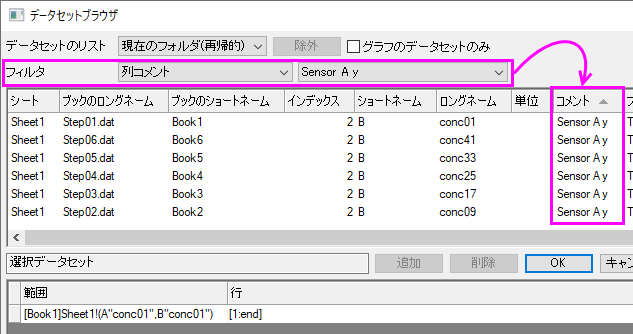 データセットブラウザ
データセットのリスト 現在のフォルダ(再帰的) 除外 グラフのデータセットのみ
フィルタ 列コメント Sensor A y
シート ブックのロングネーム ブックのショートネーム インデックス ショートネーム ロングネーム 単位 コメント
Sheet1 Step01.dat Book1 2 B conc01 Sensor A y
Sheet1 Step06.dat Book6 2 B conc41 Sensor A y
Sheet1 Step05.dat Book5 2 B conc33 Sensor A y
Sheet1 Step04.dat Book4 2 B conc25 Sensor A y
Sheet1 Step03.dat Book3 2 B conc17 Sensor A y
Sheet1 Step02.dat Book2 2 B conc09 Sensor A y
選択データセット 追加 削除 OK キャン
範囲 行
[Book1]Sheet1!(A"conc01",B"conc01") [1:end]